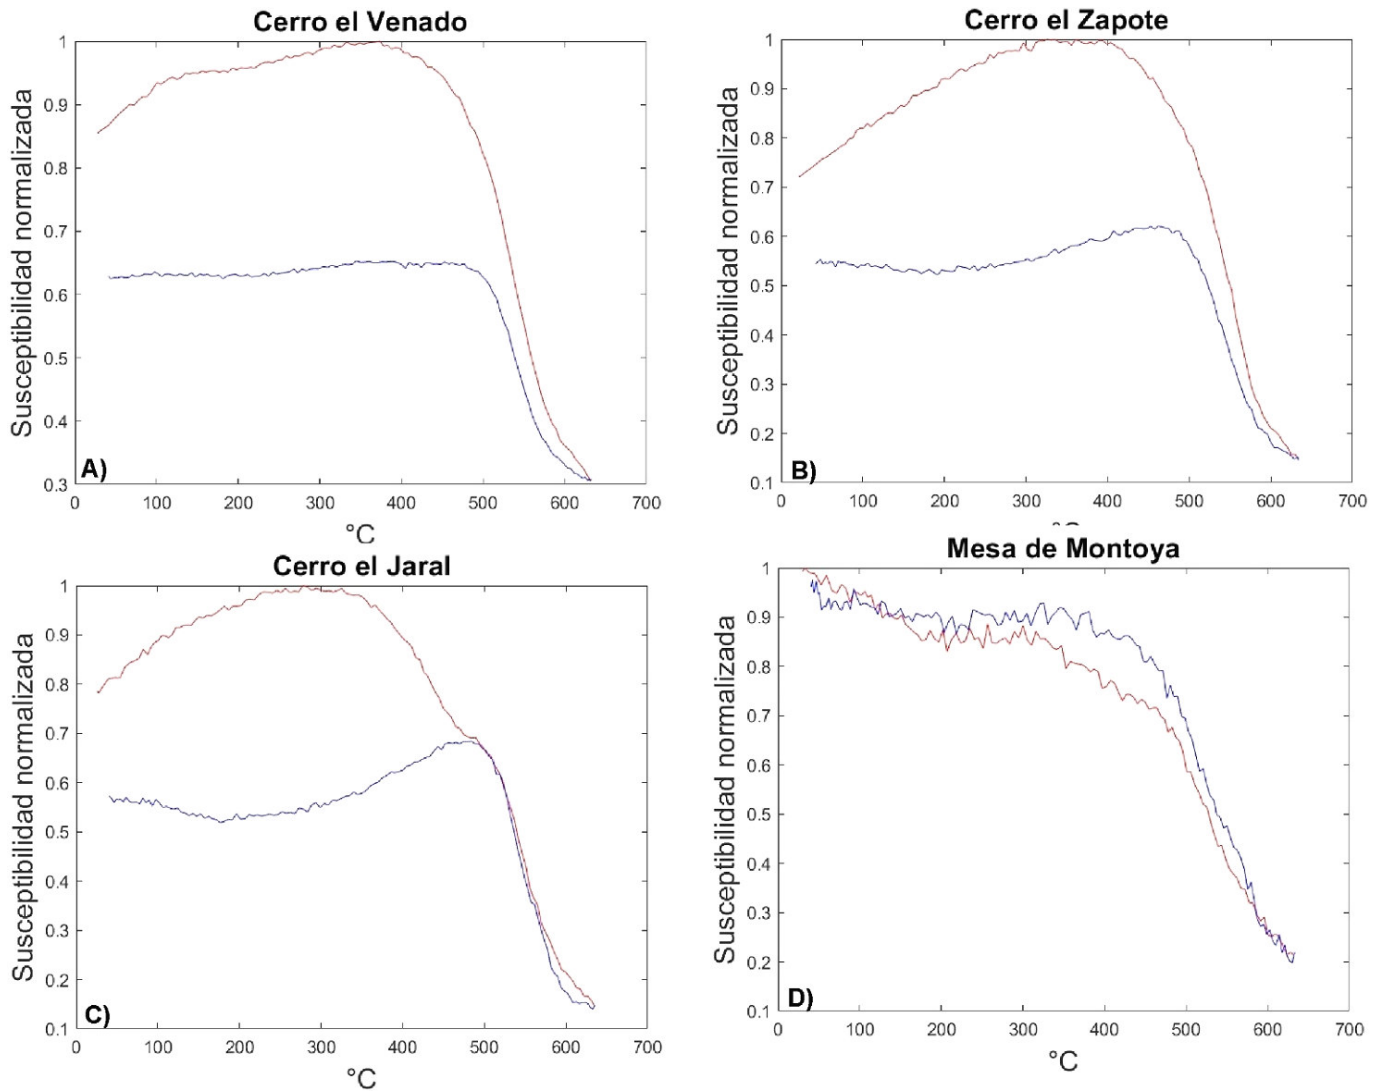 Cerro el Venado
Susceptibilidad normalizada
1
0.9
0.8
0.7
0.6
0.5
0.4
0.3
A)
0 100 200 300 400 500 600 700
°C
Cerro el Zapote
Susceptibilidad normalizada
1
0.9
0.8
0.7
0.6
0.5
0.4
0.3
0.2
0.1
B)
0 100 200 300 400 500 600 700
Cerro el Jaral
Susceptibilidad normalizada
1
0.9
0.8
0.7
0.6
0.5
0.4
0.3
0.2
0.1
C)
0 100 200 300 400 500 600 700
°C
Mesa de Montoya
Susceptibilidad normalizada
1
0.9
0.8
0.7
0.6
0.5
0.4
0.3
0.2
0.1
D)
0 100 200 300 400 500 600 700
°C